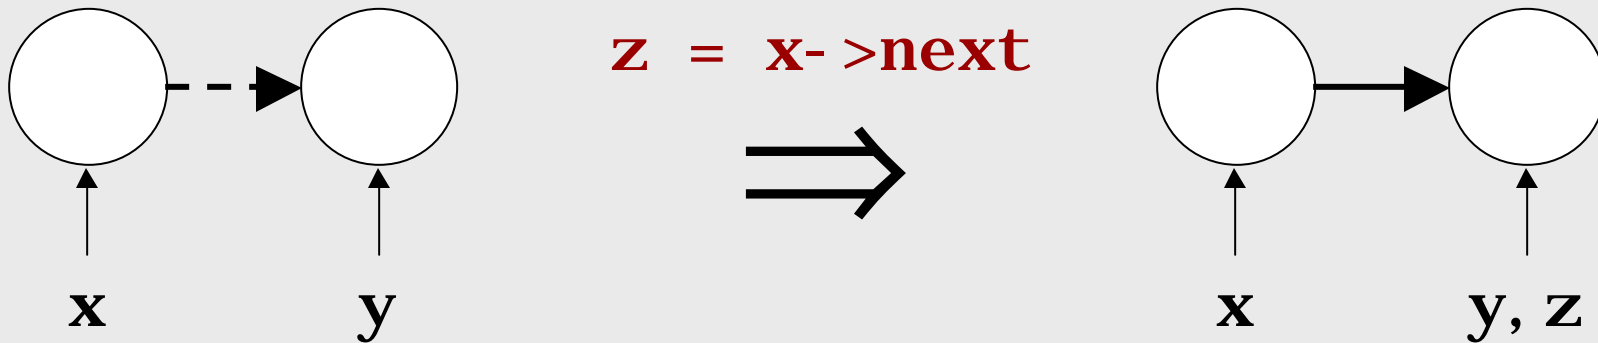 z = x->next
x
y
x
y, z